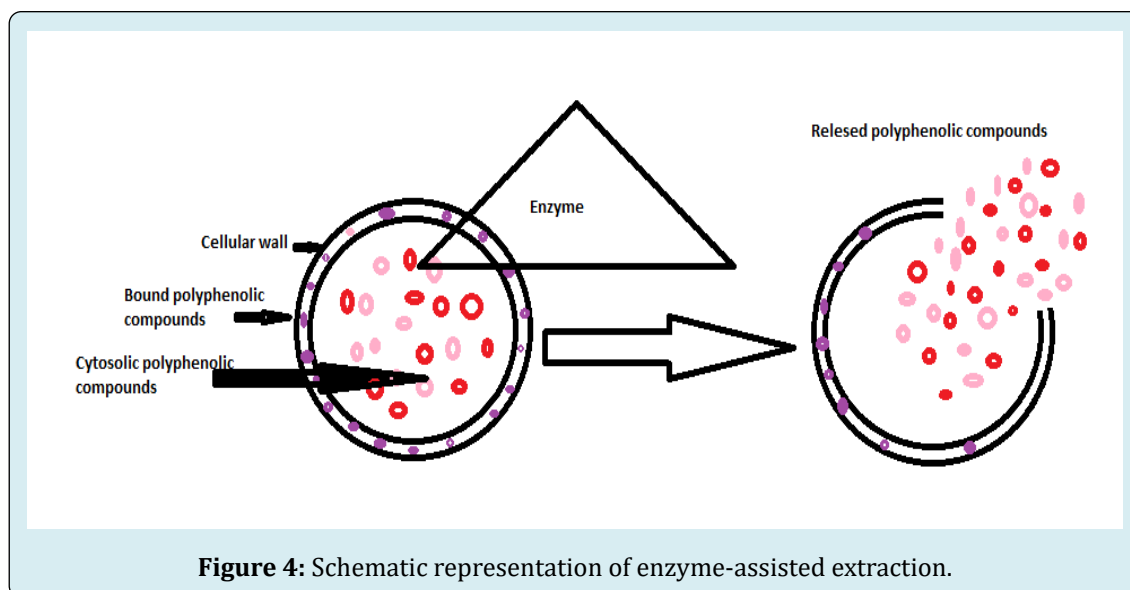 Relesed polyphenolic compounds
Enzyme
Cellular wall
Bound polyphenolic
compounds
Cytosolic polyphenolic
compounds
Figure 4: Schematic representation of enzyme-assisted extraction.